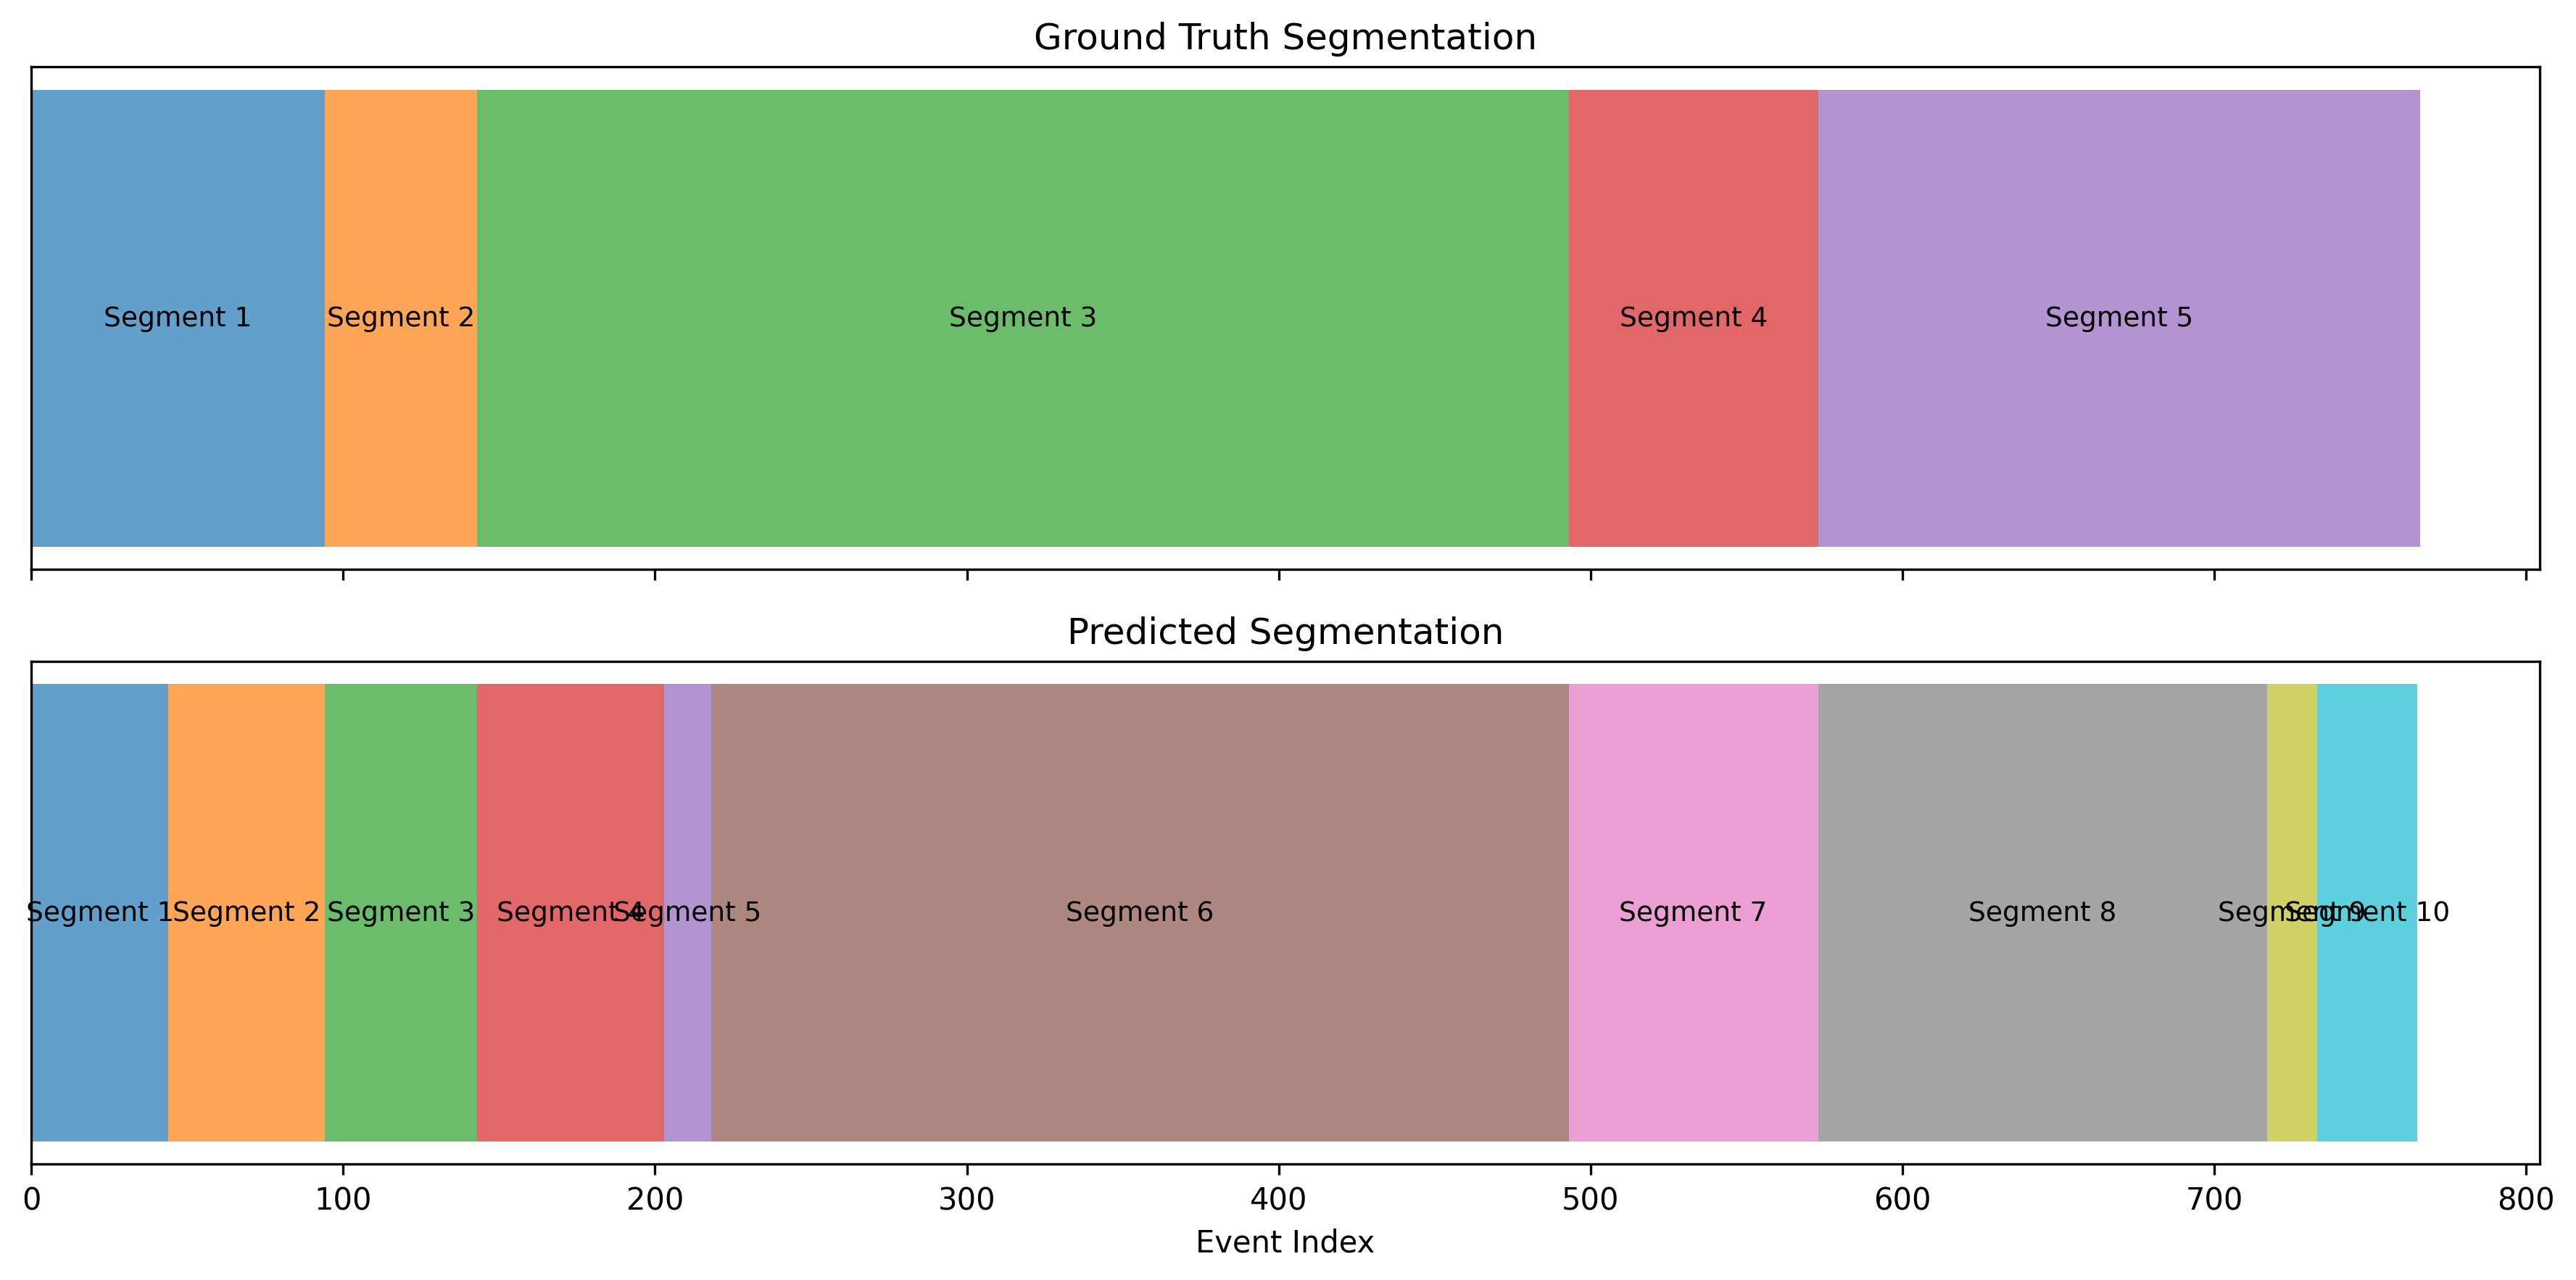 Ground Truth Segmentation
Segment 1 Segment 2 Segment 3 Segment 4 Segment 5
Predicted Segmentation
Segment 1 Segment 2 Segment 3 Segment 4 Segment 5 Segment 6 Segment 7 Segment 8 Segment 9 Segment 10
0 100 200 300 400 500 600 700 800
Event Index